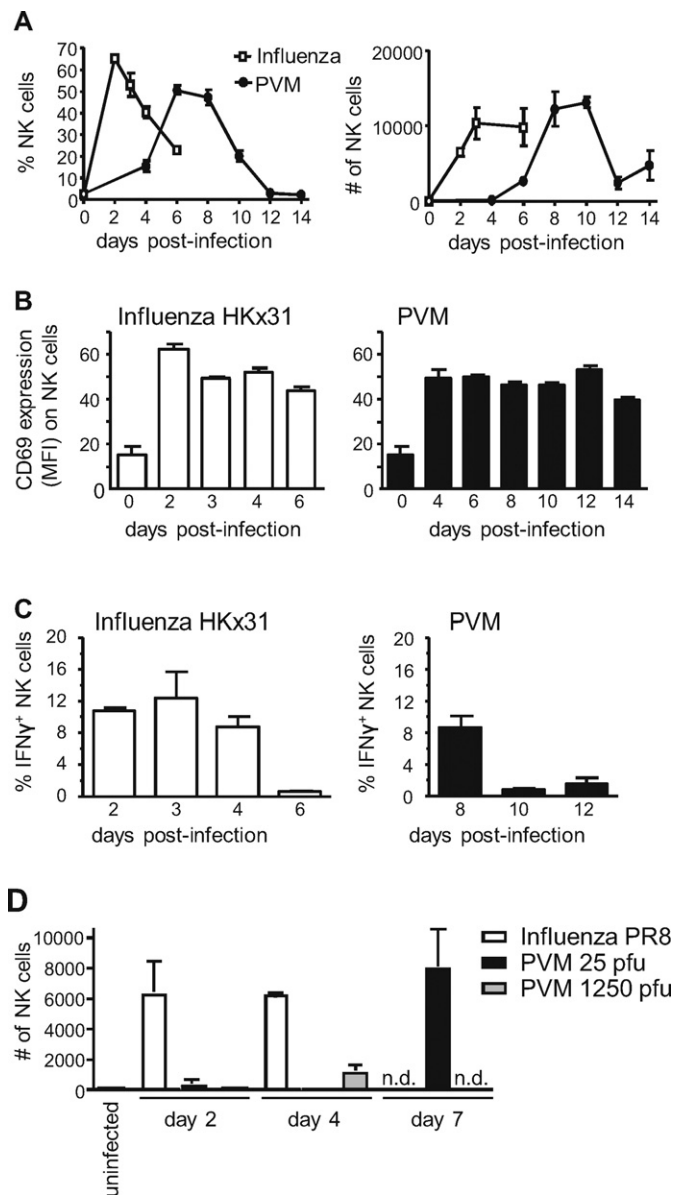 A
% NK cells
70
60
50
40
30
20
10
0
0 2 4 6 8 10 12 14
days post-infection
Influenza
PVM
# of NK cells
20000
10000
0
0 2 4 6 8 10 12 14
days post-infection
B
Influenza HKx31
CD69 expression
(MFI) on NK cells
60
40
20
0
0 2 3 4 6
days post-infection
PVM
60
40
20
0
0 4 6 8 10 12 14
days post-infection
C
Influenza HKx31
% IFNγ+ NK cells
20
16
12
8
4
0
2 3 4 6
days post-infection
PVM
% IFNγ+ NK cells
20
16
12
8
4
0
8 10 12
days post-infection
D
# of NK cells
10000
8000
6000
4000
2000
0
Influenza PR8
PVM 25 pfu
PVM 1250 pfu
n.d. n.d.
uninfected
day 2 day 4 day 7